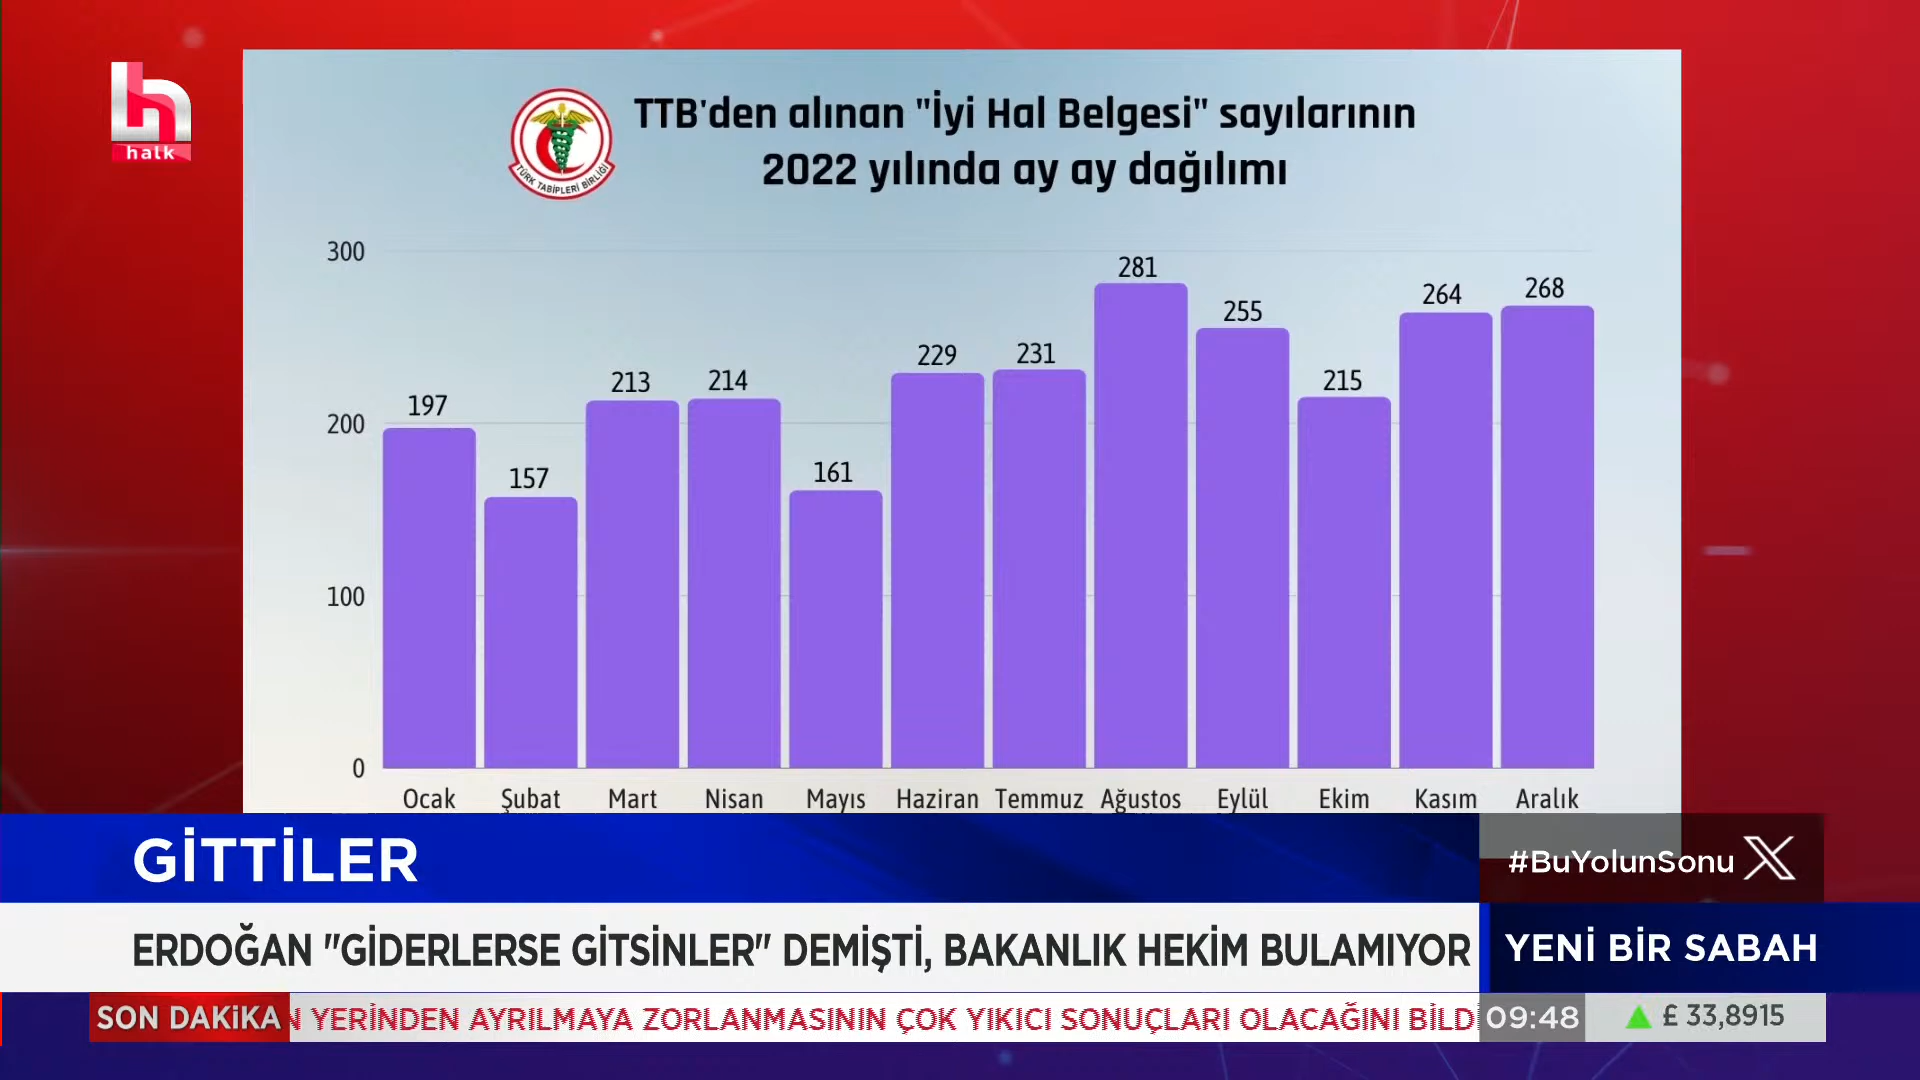 halk
TÜRK TABİPLERİ BİRLİĞİ
TTB'den alınan "İyi Hal Belgesi" sayılarının
2022 yılında ay ay dağılımı
300
200
100
0
197
157
213
214
161
229
231
281
255
215
264
268
Ocak Şubat Mart Nisan Mayıs Haziran Temmuz Ağustos Eylül Ekim Kasım Aralık
GİTTİLER
#BuYolunSonu
ERDOĞAN "GİDERLERSE GİTSİNLER" DEMİŞTİ, BAKANLIK HEKİM BULAMIYOR
YENİ BİR SABAH
SON DAKİKA
YERİNDEN AYRILMAYA ZORLANMASININ ÇOK YIKICI SONUÇLARI OLACAĞINI BİLD
09:48
£ 33,8915